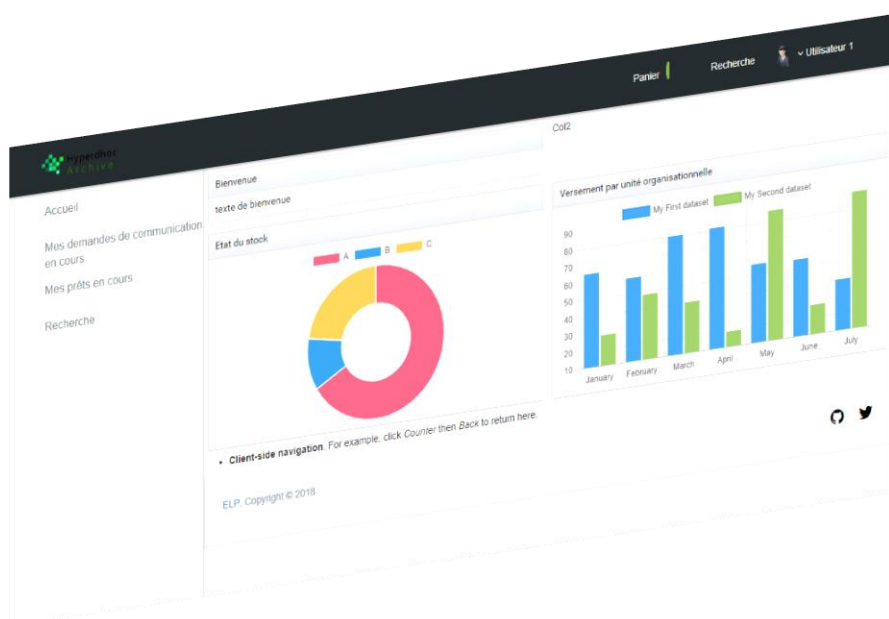 Panier
Recherche
Utilisateur 1
Hyperdhoc
Archive
Accueil
Mes demandes de communication
en cours
Mes prêts en cours
Recherche
Bienvenue
texte de bienvenue
Etat du stock
A B C
• Client-side navigation. For example, click Counter then Back to return here.
ELP, Copyright © 2018
Col2
Versement par unité organisationnelle
My First dataset My Second dataset
90
80
70
60
50
40
30
20
10
January February March April May June July